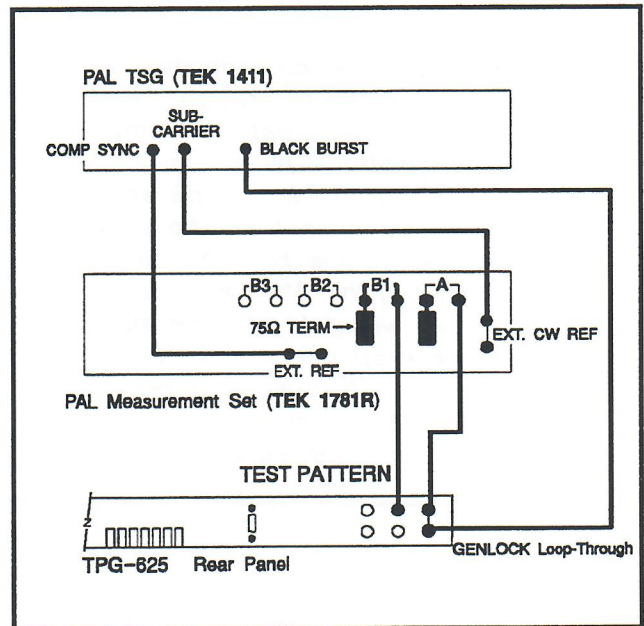 PAL TSG (TEK 1411)
SUB-
CARRIER
COMP SYNC
BLACK BURST
B3
B2
B1
A
75Ω TERM
EXT. CW REF
EXT. REF
PAL Measurement Set (TEK 1781R)
TEST PATTERN
GENLOCK Loop-Through
TPG-625 Rear Panel